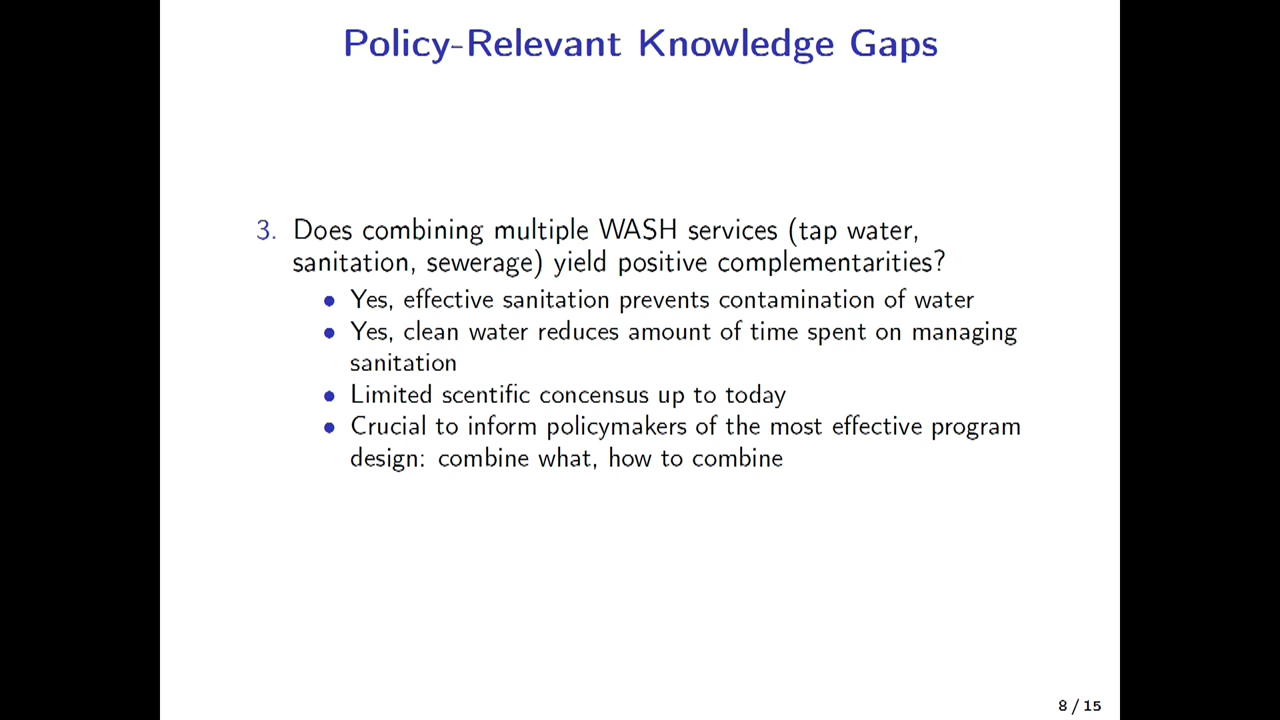 Policy-Relevant Knowledge Gaps
3. Does combining multiple WASH services (tap water,
sanitation, sewerage) yield positive complementarities?
• Yes, effective sanitation prevents contamination of water
• Yes, clean water reduces amount of time spent on managing
sanitation
• Limited scentific concensus up to today
• Crucial to inform policymakers of the most effective program
design: combine what, how to combine
8 / 15